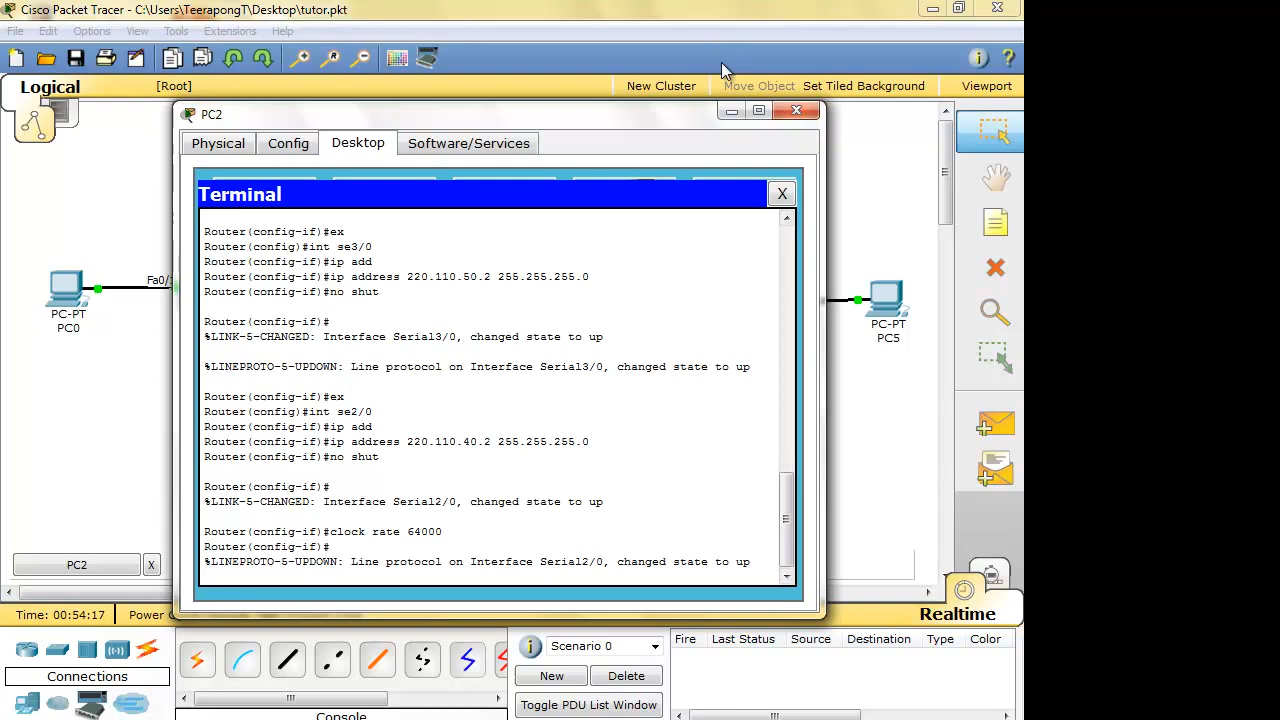 Cisco Packet Tracer - C:\Users\TeerapongT\Desktop\tutor.pkt
File Edit Options View Tools Extensions Help
Logical [Root] New Cluster Move Object Set Tiled Background Viewport
PC2
Physical Config Desktop Software/Services
Terminal X
Router(config-if)#ex
Router(config)#int se3/0
Router(config-if)#ip add
Router(config-if)#ip address 220.110.50.2 255.255.255.0
Router(config-if)#no shut
Router(config-if)#
%LINK-5-CHANGED: Interface Serial3/0, changed state to up
%LINEPROTO-5-UPDOWN: Line protocol on Interface Serial3/0, changed state to up
Router(config-if)#ex
Router(config)#int se2/0
Router(config-if)#ip add
Router(config-if)#ip address 220.110.40.2 255.255.255.0
Router(config-if)#no shut
Router(config-if)#
%LINK-5-CHANGED: Interface Serial2/0, changed state to up
Router(config-if)#clock rate 64000
Router(config-if)#
%LINEPROTO-5-UPDOWN: Line protocol on Interface Serial2/0, changed state to up
Fa0/
PC-PT
PC0
PC-PT
PC5
PC2 X
Time: 00:54:17 Power Realtime
Connections
Console
Scenario 0
New Delete
Toggle PDU List Window
Fire Last Status Source Destination Type Color